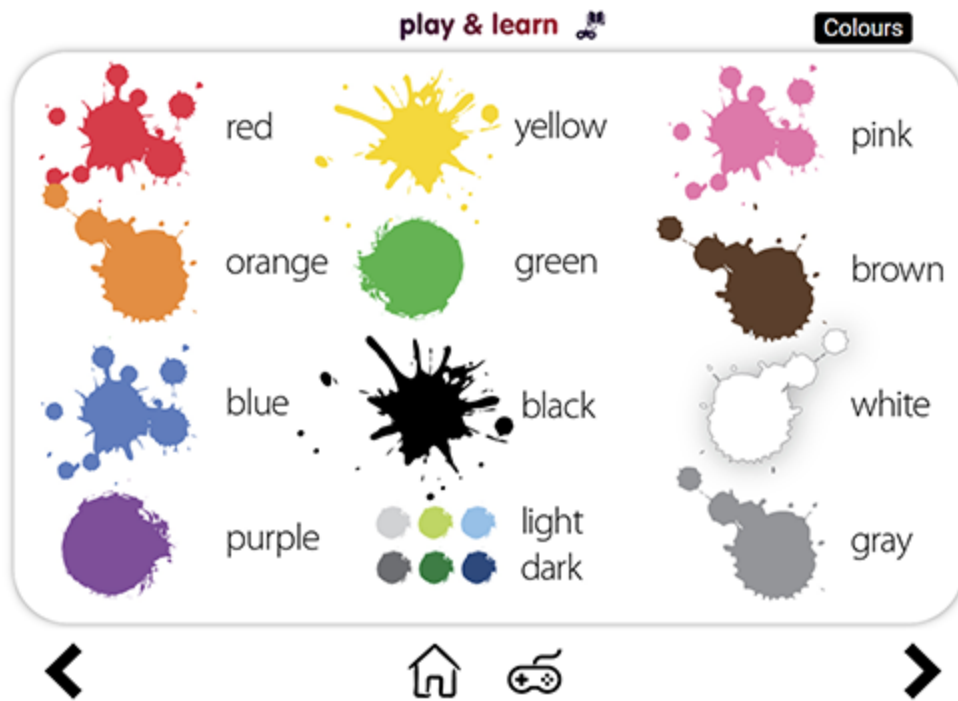 play & learn
Colours
red
yellow
pink
orange
green
brown
blue
black
white
purple
light
dark
gray